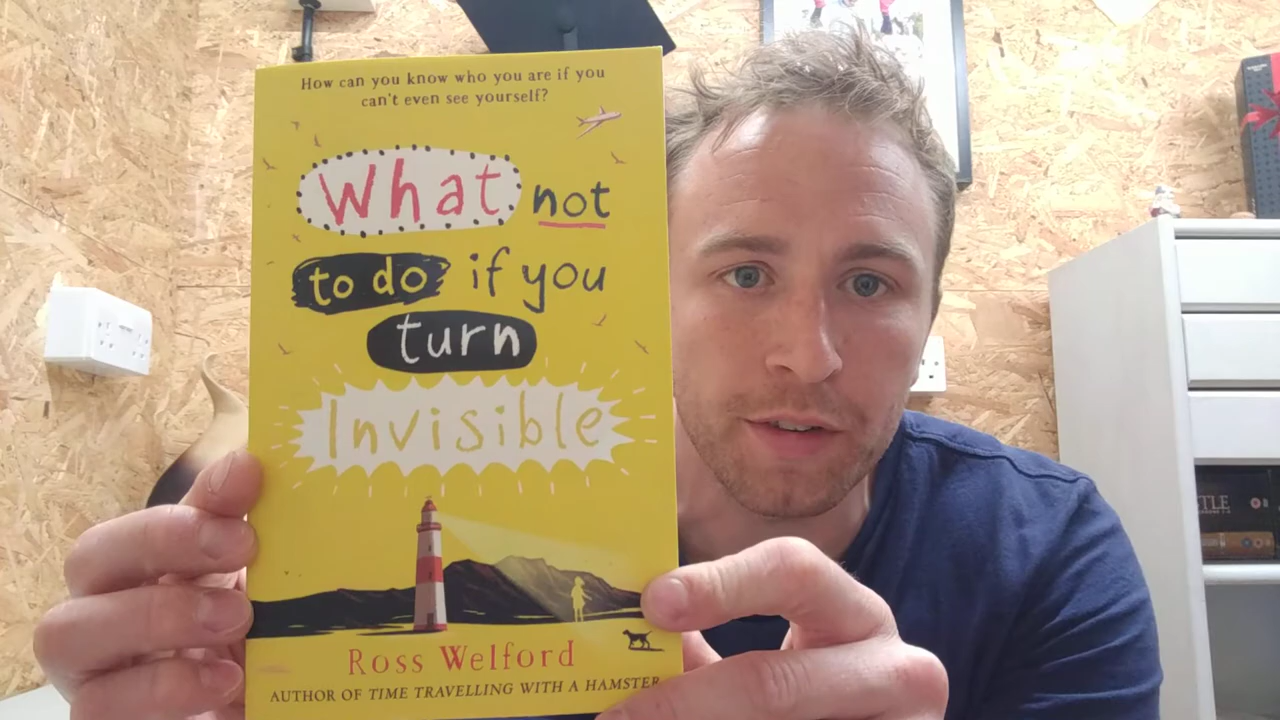 How can you know who you are if you
can't even see yourself?
What not
to do if you
turn
Invisible
Ross Welford
AUTHOR OF TIME TRAVELLING WITH A HAMSTER